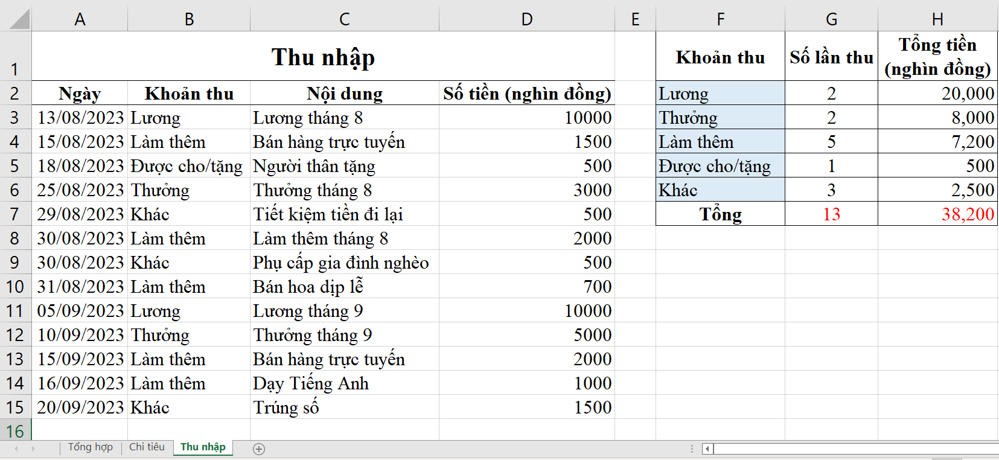 A B C D E F G H
1 Thu nhập Khoản thu Số lần thu Tổng tiền (nghìn đồng)
2 Ngày Khoản thu Nội dung Số tiền (nghìn đồng) Lương 2 20,000
3 13/08/2023 Lương Lương tháng 8 10000 Thưởng 2 8,000
4 15/08/2023 Làm thêm Bán hàng trực tuyến 1500 Làm thêm 5 7,200
5 18/08/2023 Được cho/tặng Người thân tặng 500 Được cho/tặng 1 500
6 25/08/2023 Thưởng Thưởng tháng 8 3000 Khác 3 2,500
7 29/08/2023 Khác Tiết kiệm tiền đi lại 500 Tổng 13 38,200
8 30/08/2023 Làm thêm Làm thêm tháng 8 2000
9 30/08/2023 Khác Phụ cấp gia đình nghèo 500
10 31/08/2023 Làm thêm Bán hoa dịp lễ 700
11 05/09/2023 Lương Lương tháng 9 10000
12 10/09/2023 Thưởng Thưởng tháng 9 5000
13 15/09/2023 Làm thêm Bán hàng trực tuyến 2000
14 16/09/2023 Làm thêm Dạy Tiếng Anh 1000
15 20/09/2023 Khác Trúng số 1500
16
Tổng hợp Chi tiêu Thu nhập